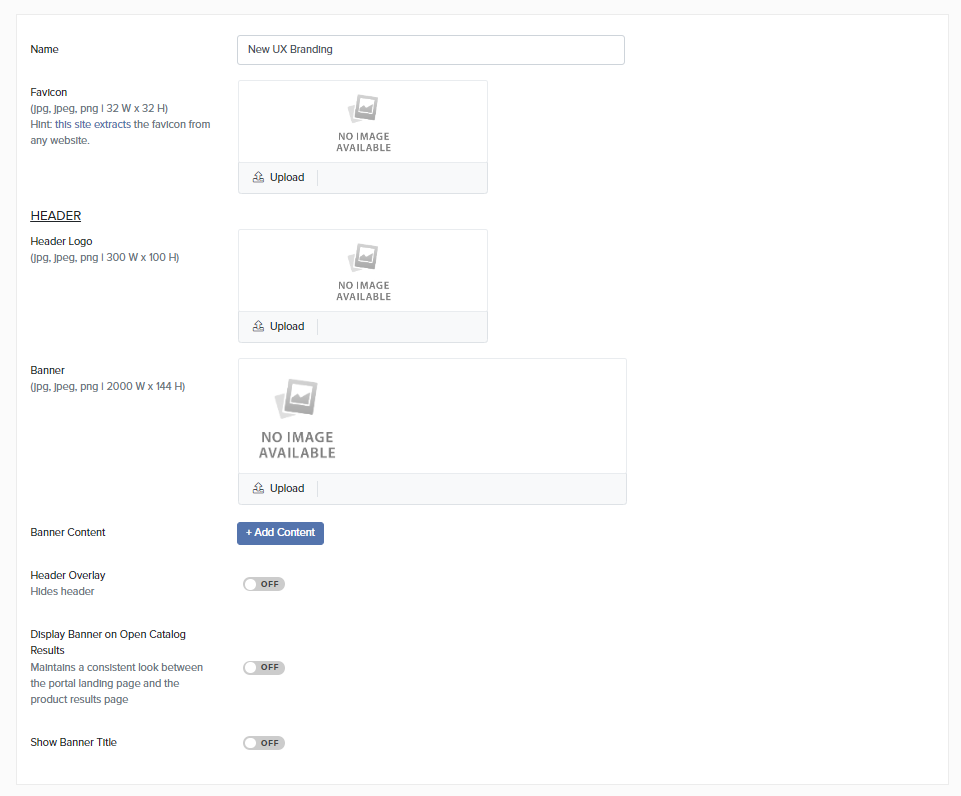 Name
New UX Branding
Favicon
(jpg, jpeg, png | 32 W x 32 H)
Hint: this site extracts the favicon from
any website.
NO IMAGE
AVAILABLE
Upload
HEADER
Header Logo
(jpg, jpeg, png | 300 W x 100 H)
NO IMAGE
AVAILABLE
Upload
Banner
(jpg, jpeg, png | 2000 W x 144 H)
NO IMAGE
AVAILABLE
Upload
Banner Content
+ Add Content
Header Overlay
Hides header
OFF
Display Banner on Open Catalog
Results
Maintains a consistent look between
the portal landing page and the
product results page
OFF
Show Banner Title
OFF